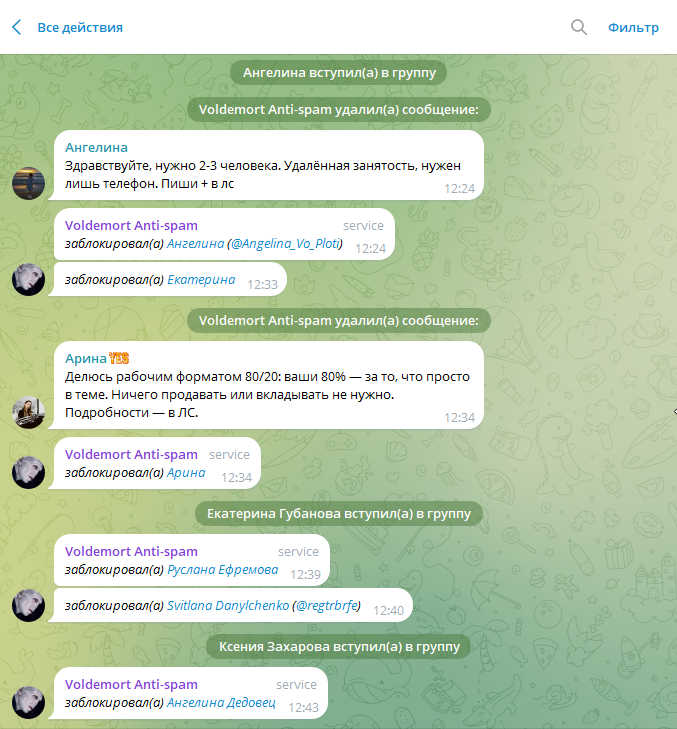 Все действия
Фильтр
Ангелина вступил(а) в группу
Voldemort Anti-spam удалил(а) сообщение:
Ангелина
Здравствуйте, нужно 2-3 человека. Удалённая занятость, нужен
лишь телефон. Пиши + в лс
12:24
Voldemort Anti-spam service
заблокировал(а) Ангелина (@Angelina_Vo_Ploti) 12:24
заблокировал(а) Екатерина 12:33
Voldemort Anti-spam удалил(а) сообщение:
Арина YES
Делюсь рабочим форматом 80/20: ваши 80% — за то, что просто
в теме. Ничего продавать или вкладывать не нужно.
Подробности — в ЛС.
12:34
Voldemort Anti-spam service
заблокировал(а) Арина 12:34
Екатерина Губанова вступил(а) в группу
Voldemort Anti-spam service
заблокировал(а) Руслана Ефремова 12:39
заблокировал(а) Svitlana Danylchenko (@regtrbrfe) 12:40
Ксения Захарова вступил(а) в группу
Voldemort Anti-spam service
заблокировал(а) Ангелина Дедовец 12:43